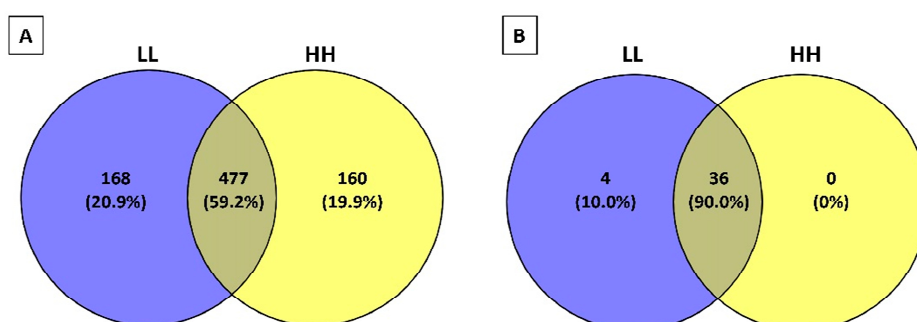 A
LL
HH
168
(20.9%)
477
(59.2%)
160
(19.9%)
B
LL
HH
4
(10.0%)
36
(90.0%)
0
(0%)